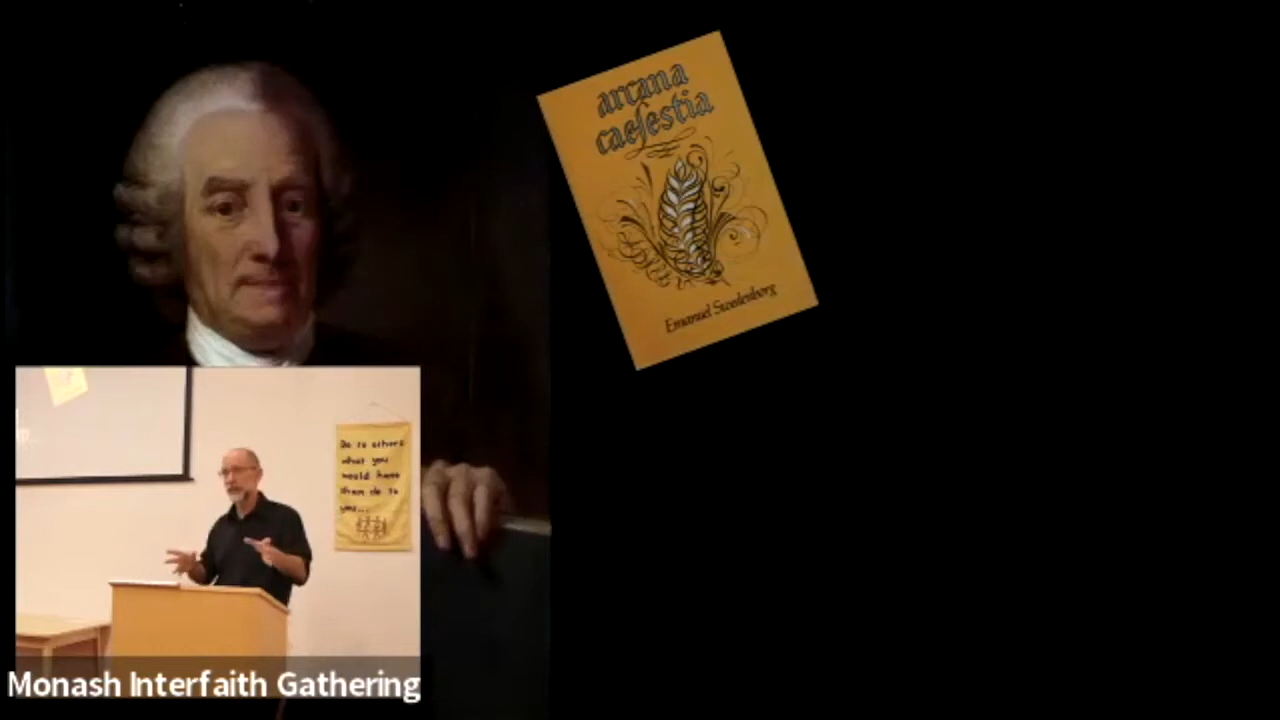 arcana
caelestia
Emanuel Swedenborg
Do to others
what you
would have
them do to
you...
Monash Interfaith Gathering